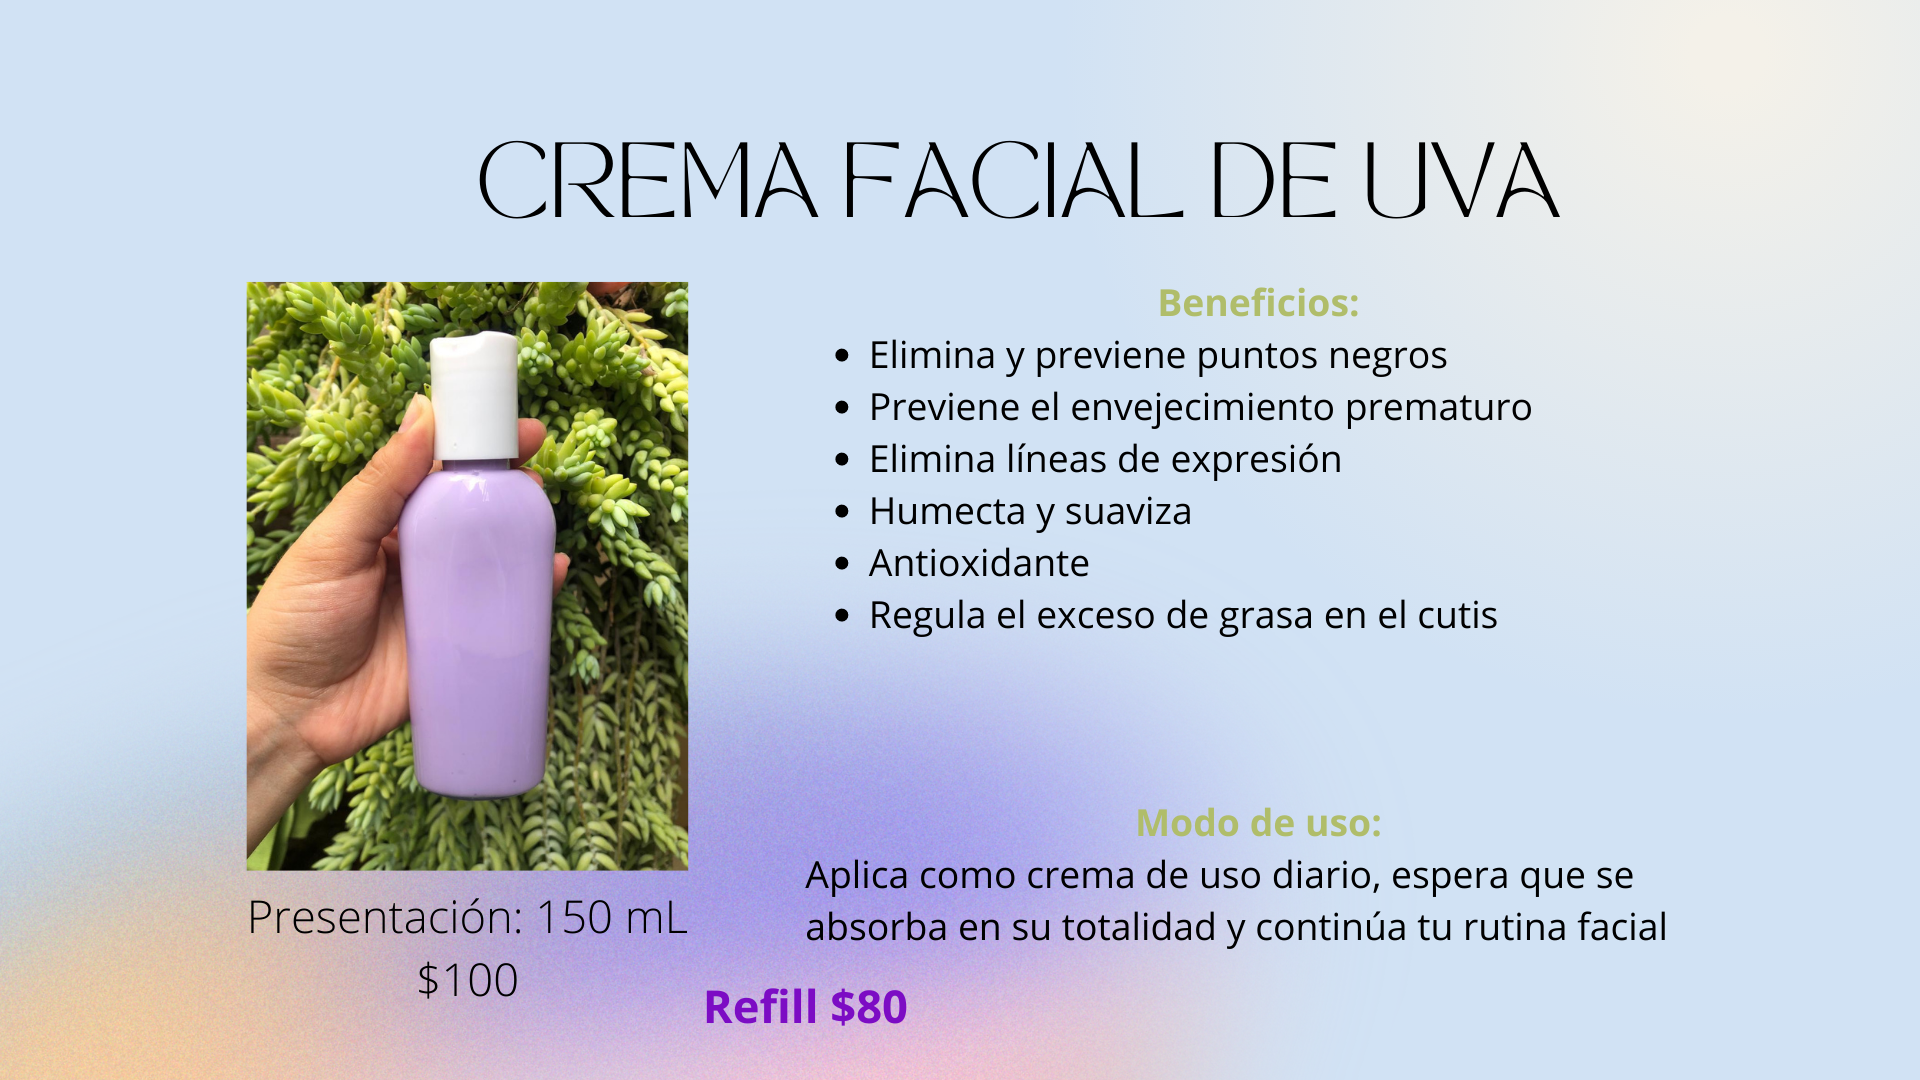 CREMA FACIAL DE UVA
Beneficios:
• Elimina y previene puntos negros
• Previene el envejecimiento prematuro
• Elimina líneas de expresión
• Humecta y suaviza
• Antioxidante
• Regula el exceso de grasa en el cutis
Modo de uso:
Aplica como crema de uso diario, espera que se
absorba en su totalidad y continúa tu rutina facial
Presentación: 150 mL
$100
Refill $80